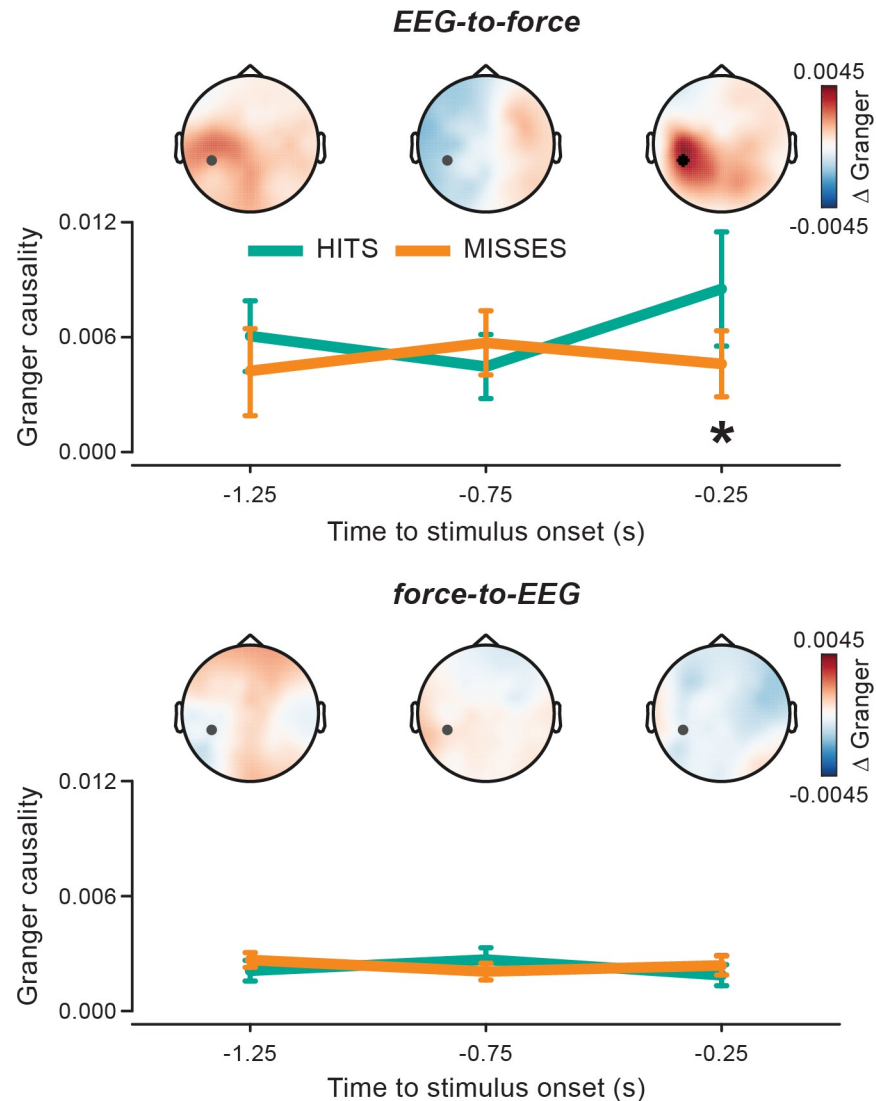 EEG-to-force
0.0045
Δ Granger
-0.0045
0.012
HITS MISSES
Granger causality
0.006
*
0.000
-1.25 -0.75 -0.25
Time to stimulus onset (s)
force-to-EEG
0.0045
Δ Granger
-0.0045
0.012
Granger causality
0.006
0.000
-1.25 -0.75 -0.25
Time to stimulus onset (s)